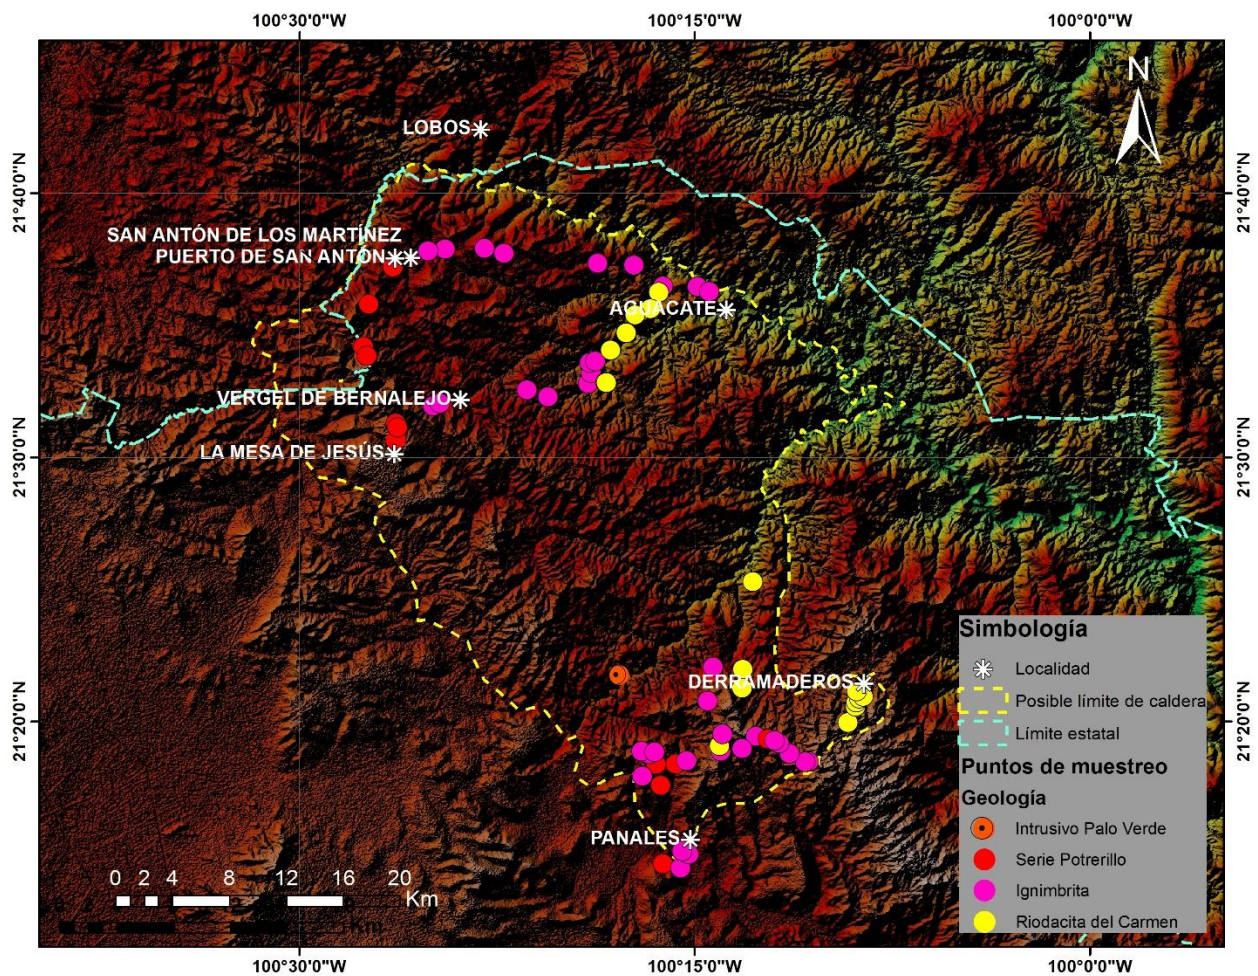 100°30'0"W
100°15'0"W
100°0'0"W
N
LOBOS
21°40'0"N
21°40'0"N
SAN ANTÓN DE LOS MARTÍNEZ
PUERTO DE SAN ANTÓN
AGUACATE
VERGEL DE BERNALEJO
LA MESA DE JESÚS
21°30'0"N
21°30'0"N
Simbología
Localidad
DERRAMADEROS
Posible límite de caldera
21°20'0"N
21°20'0"N
Límite estatal
Puntos de muestreo
Geología
Intrusivo Palo Verde
PANALES
Serie Potrerillo
0 2 4 8 12 16 20
Km
Ignimbrita
Riodacita del Carmen
Km
100°30'0"W
100°15'0"W
100°0'0"W